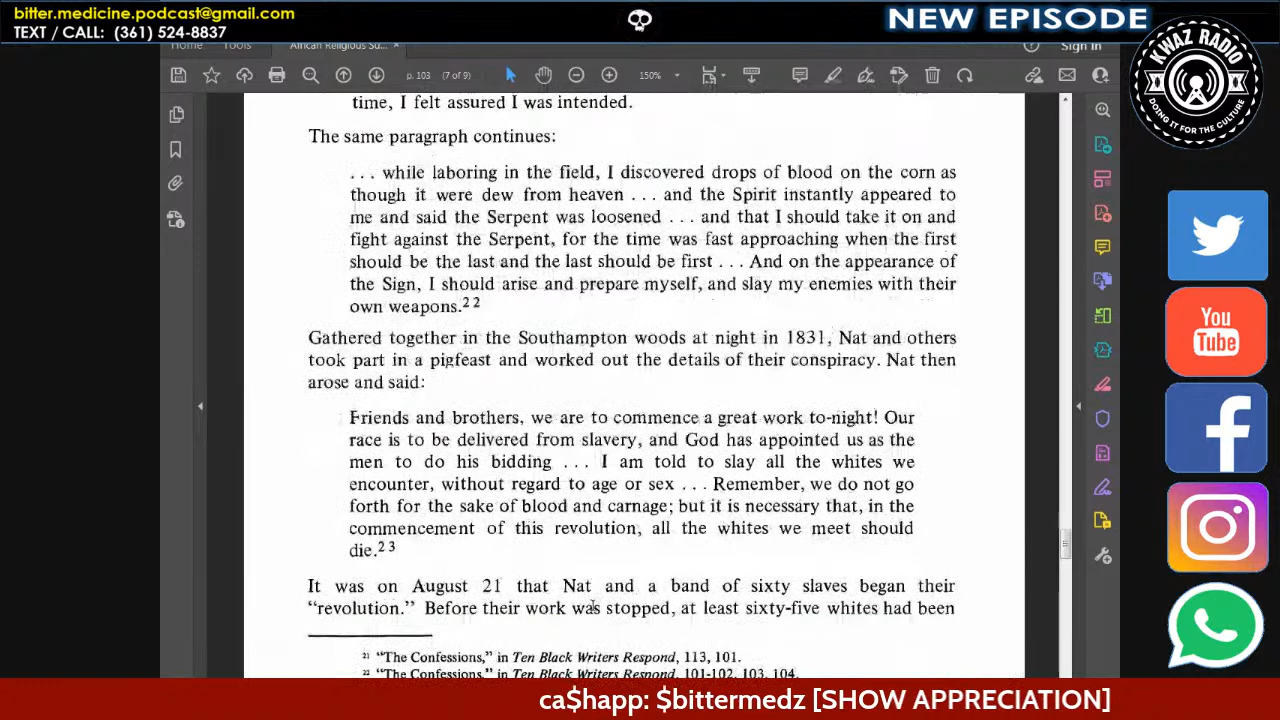 bitter.medicine.podcast@gmail.com
TEXT / CALL: (361) 524-8837
NEW EPISODE
KWAZ RADIO
DOING IT FOR THE CULTURE
Home Tools African Religious Su... × Sign In
p. 103 (7 of 9) 150%
time, I felt assured I was intended.
The same paragraph continues:
. . . while laboring in the field, I discovered drops of blood on the corn as
though it were dew from heaven . . . and the Spirit instantly appeared to
me and said the Serpent was loosened . . . and that I should take it on and
fight against the Serpent, for the time was fast approaching when the first
should be the last and the last should be first . . . And on the appearance of
the Sign, I should arise and prepare myself, and slay my enemies with their
own weapons.22
Gathered together in the Southampton woods at night in 1831, Nat and others
took part in a pigfeast and worked out the details of their conspiracy. Nat then
arose and said:
Friends and brothers, we are to commence a great work to-night! Our
race is to be delivered from slavery, and God has appointed us as the
men to do his bidding . . . I am told to slay all the whites we
encounter, without regard to age or sex . . . Remember, we do not go
forth for the sake of blood and carnage; but it is necessary that, in the
commencement of this revolution, all the whites we meet should
die.23
It was on August 21 that Nat and a band of sixty slaves began their
“revolution.” Before their work was stopped, at least sixty-five whites had been
21 “The Confessions,” in Ten Black Writers Respond, 113, 101.
22 “The Confessions,” in Ten Black Writers Respond, 101-102, 103, 104.
You
Tube
ca$happ: $bittermedz [SHOW APPRECIATION]